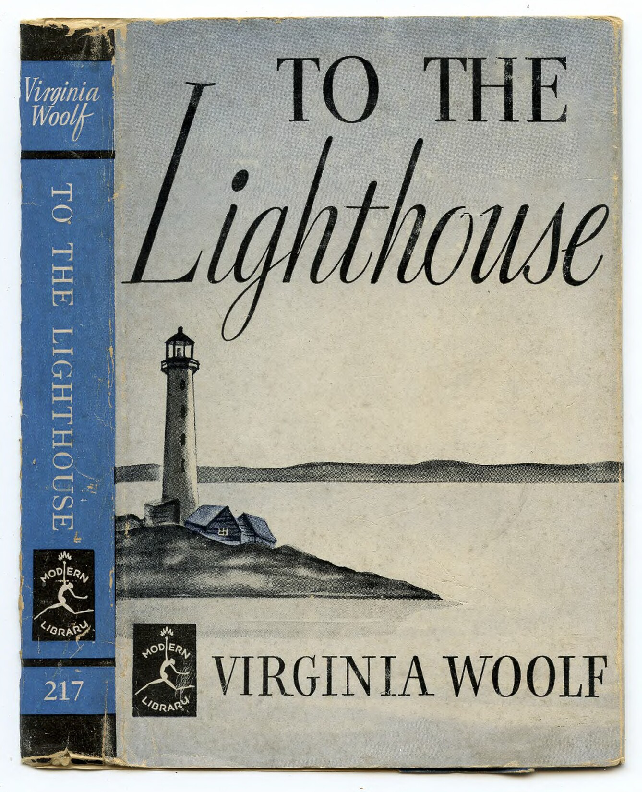 Virginia
Woolf
TO THE LIGHTHOUSE
MODERN
LIBRARY
217
TO THE
Lighthouse
MODERN
LIBRARY
VIRGINIA WOOLF